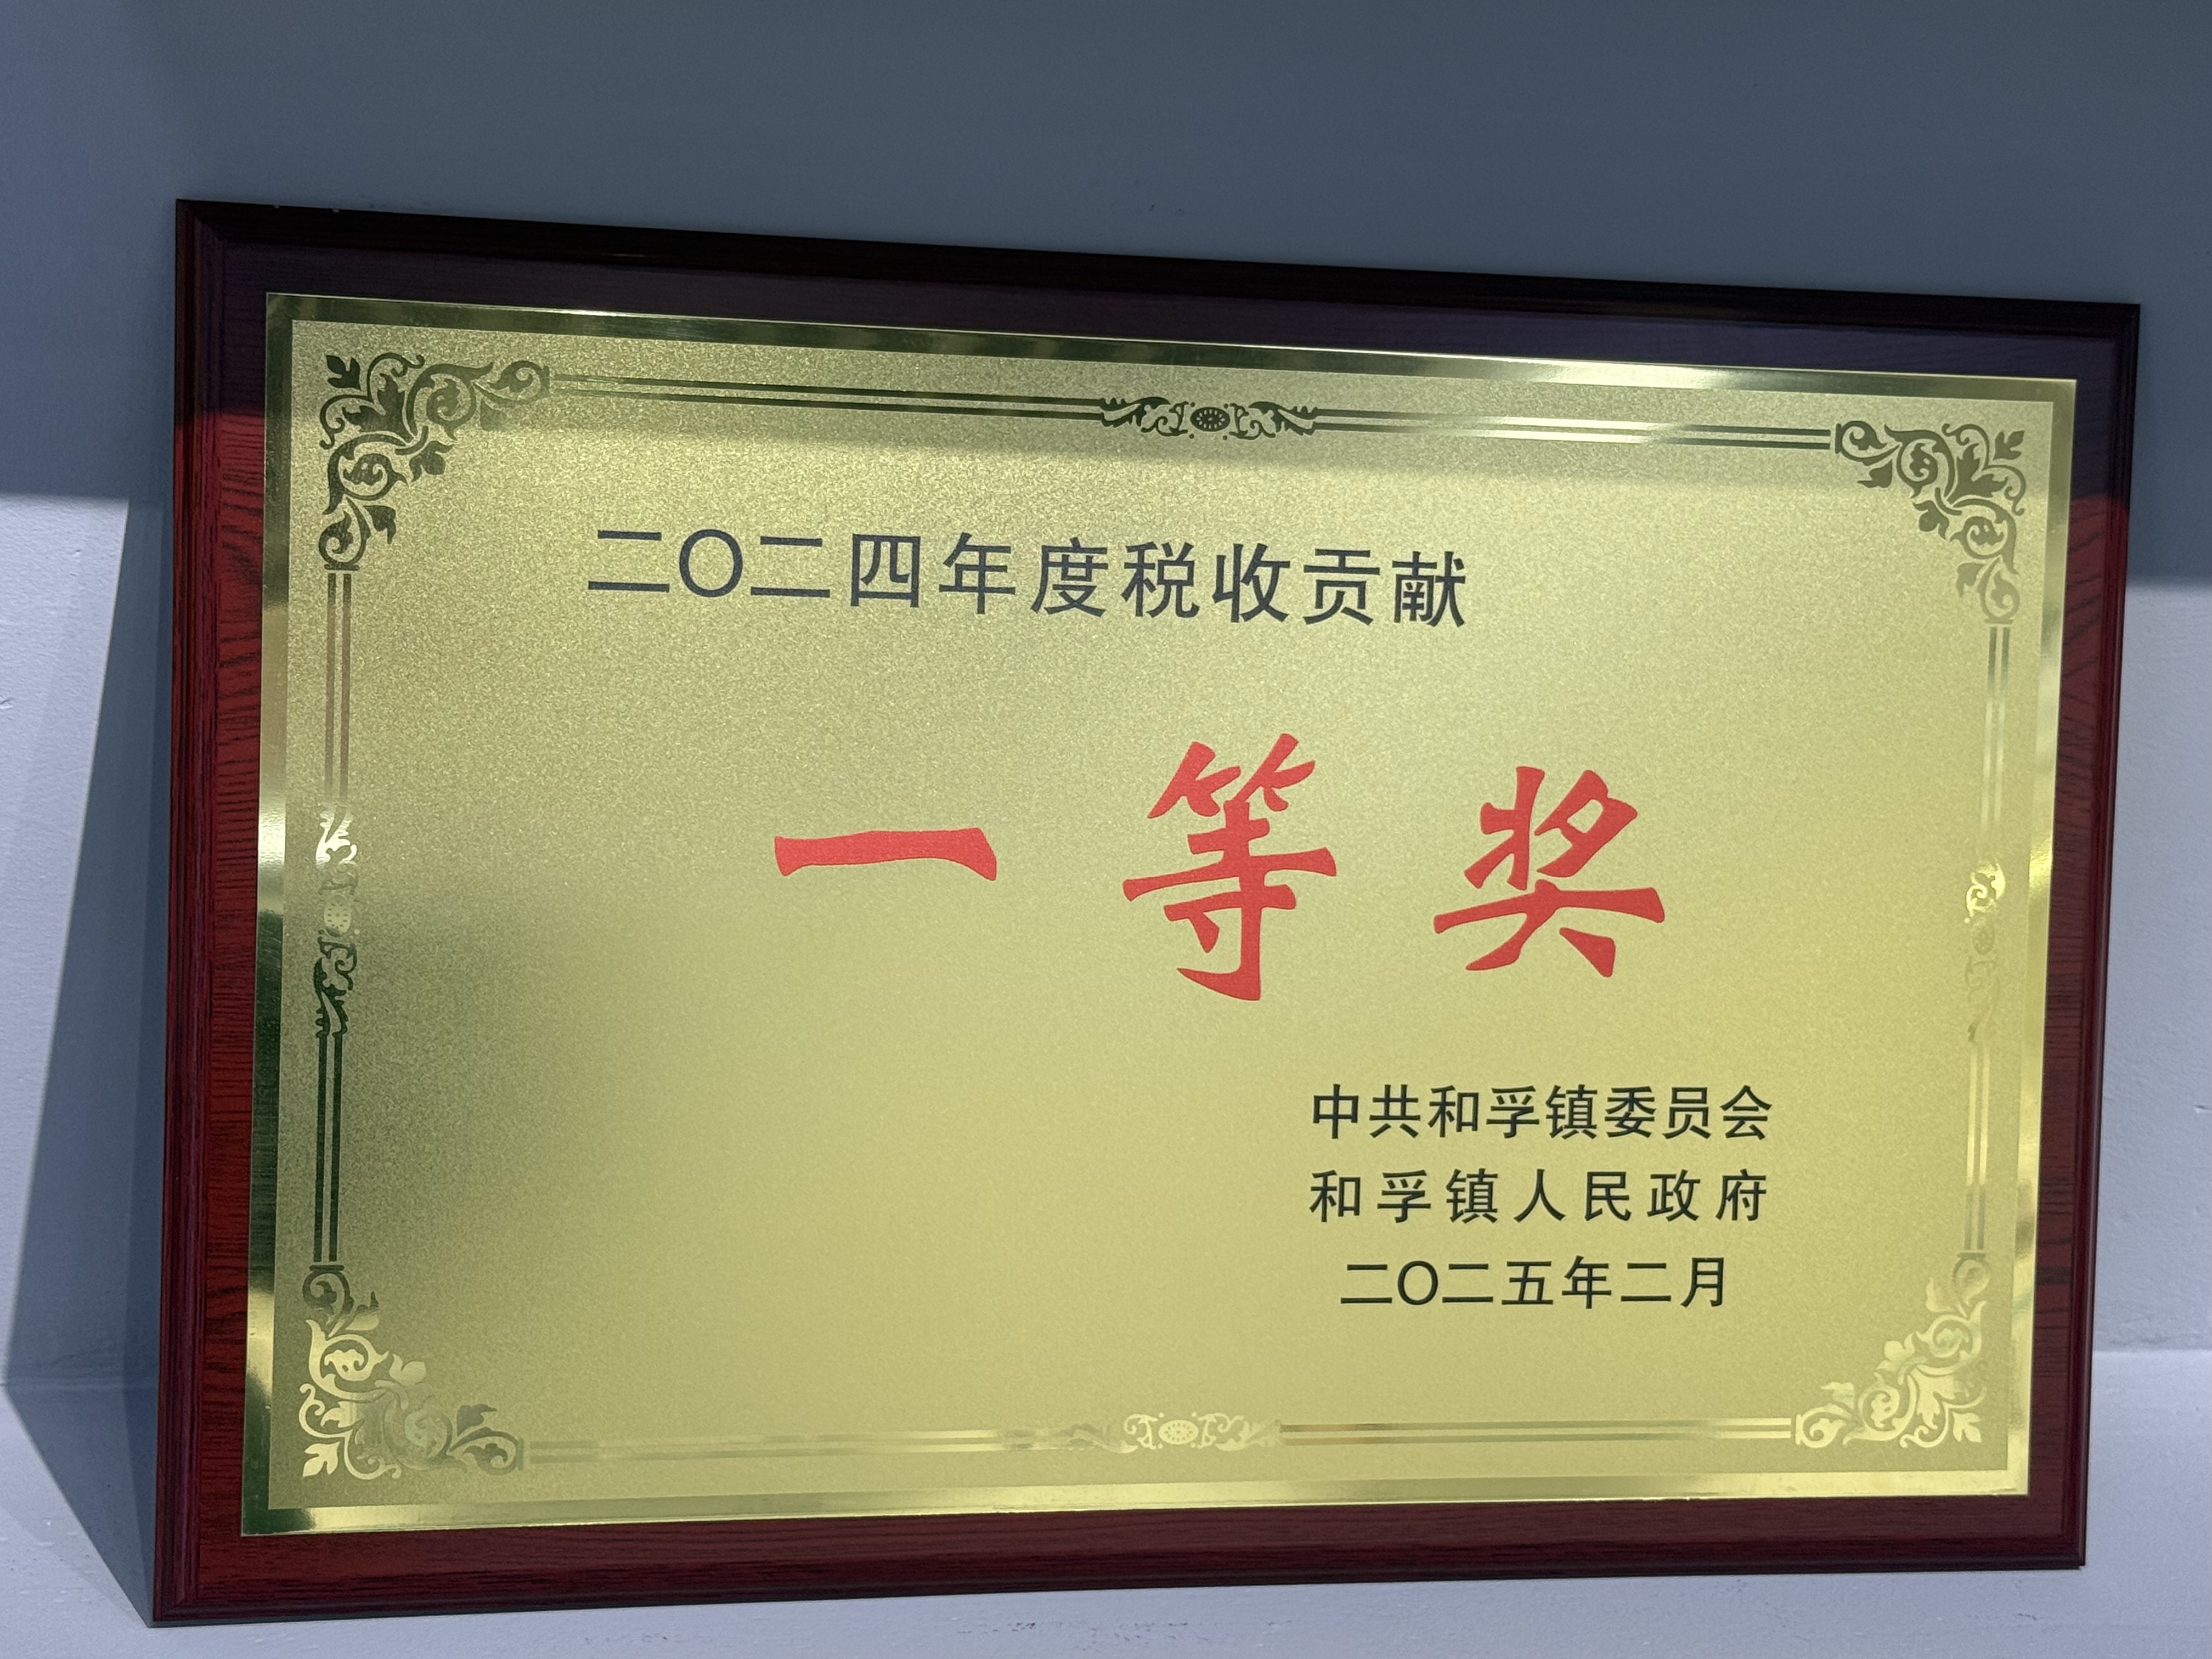 二〇二四年度税收贡献
一等奖
中共和孚镇委员会
和孚镇人民政府
二〇二五年二月